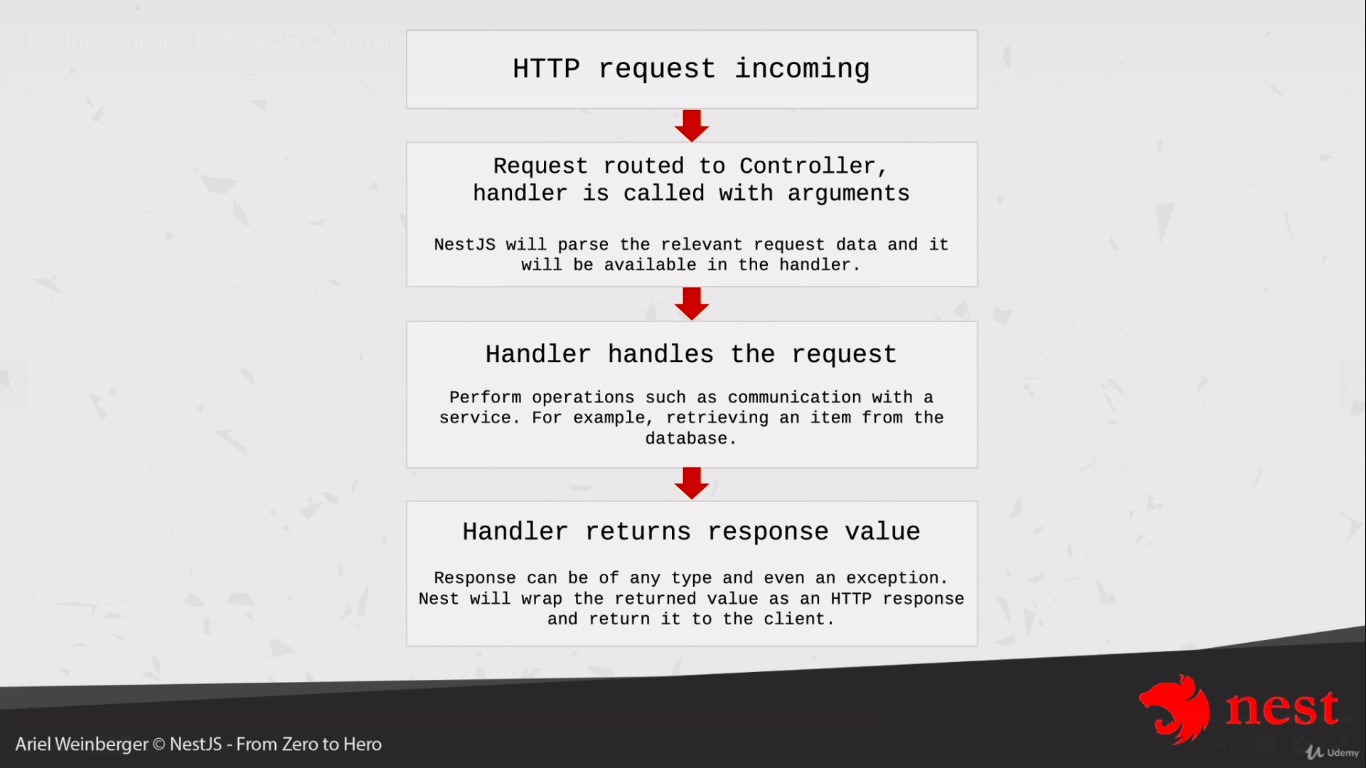 12. Introduction to NestJS Controllers
HTTP request incoming
Request routed to Controller,
handler is called with arguments
NestJS will parse the relevant request data and it
will be available in the handler.
Handler handles the request
Perform operations such as communication with a
service. For example, retrieving an item from the
database.
Handler returns response value
Response can be of any type and even an exception.
Nest will wrap the returned value as an HTTP response
and return it to the client.
nest
Ariel Weinberger © NestJS - From Zero to Hero
Udemy